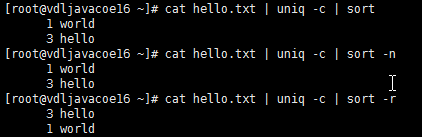 [root@vdljavacoe16 ~]# cat hello.txt | uniq -c | sort
1 world
3 hello
[root@vdljavacoe16 ~]# cat hello.txt | uniq -c | sort -n
1 world
3 hello
[root@vdljavacoe16 ~]# cat hello.txt | uniq -c | sort -r
3 hello
1 world